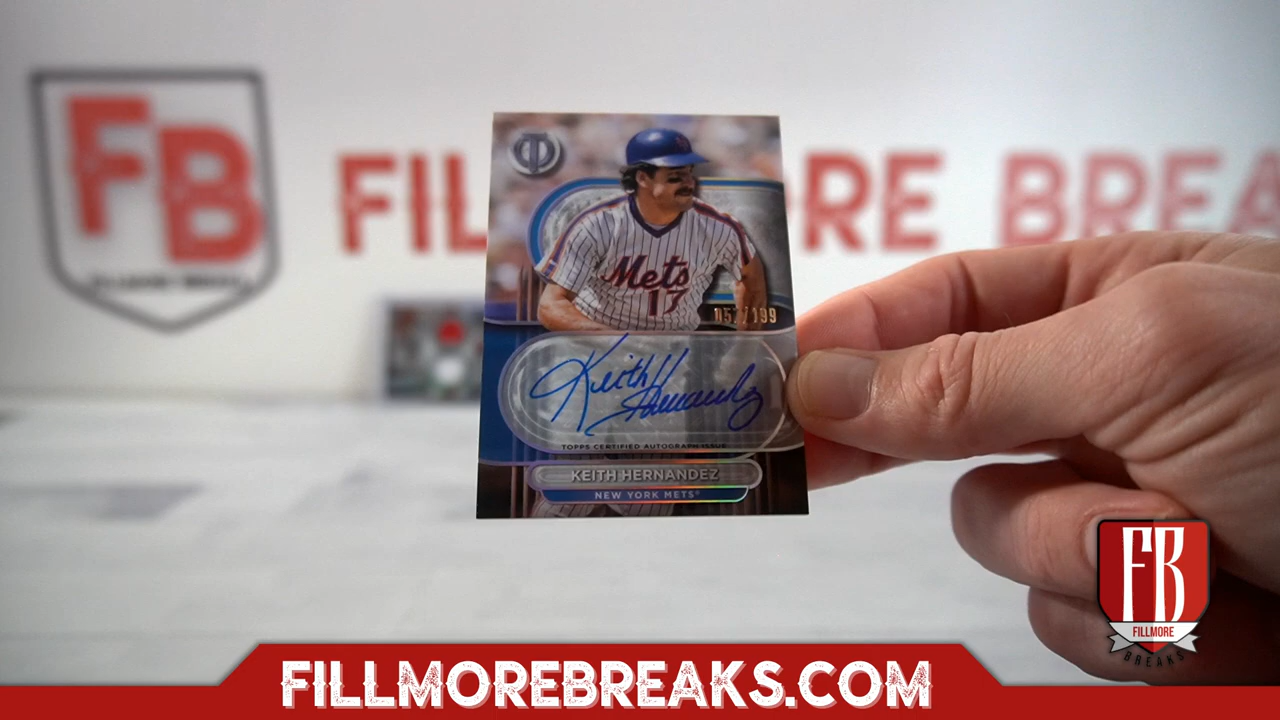 FB
FILLMORE BREAKS
Mets
17
Keith Hernandez
TOPPS CERTIFIED AUTOGRAPH ISSUE
KEITH HERNANDEZ
NEW YORK METS®
FB
FILLMORE
BREAKS
FILLMOREBREAKS.COM